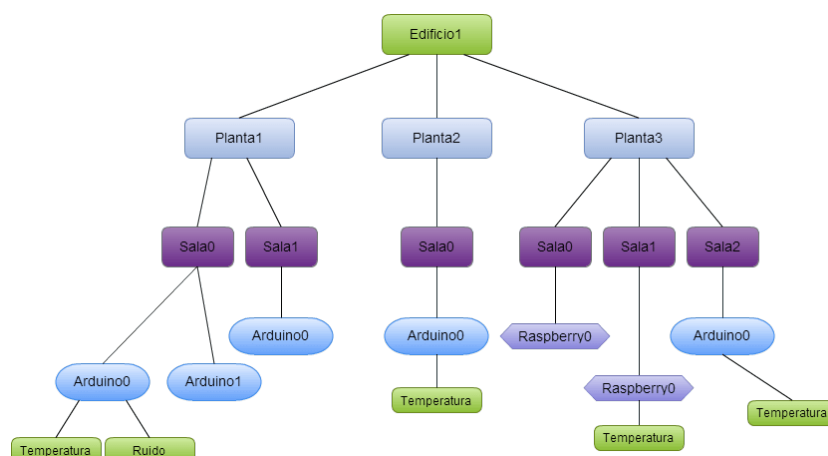 Edificio1
Planta1
Planta2
Planta3
Sala0
Sala1
Sala0
Sala0
Sala1
Sala2
Arduino0
Arduino0
Raspberry0
Arduino0
Arduino0
Arduino1
Raspberry0
Temperatura
Temperatura
Temperatura
Temperatura
Ruido